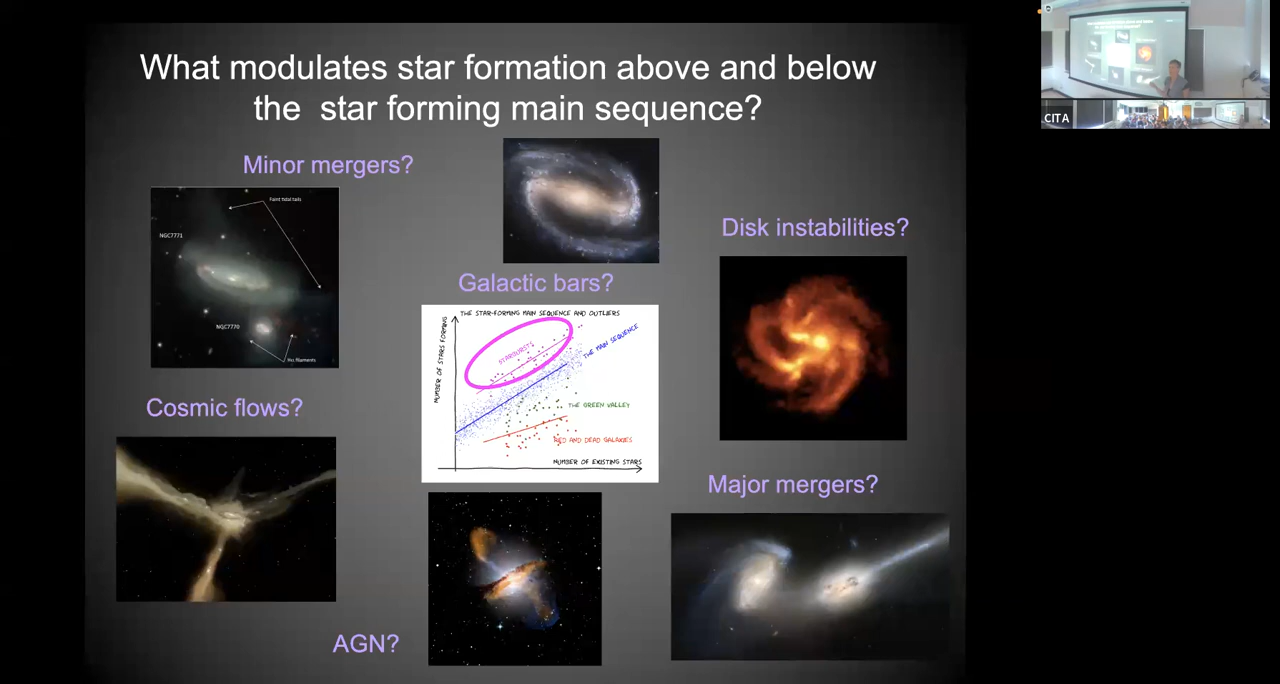 What modulates star formation above and below
the star forming main sequence?
Minor mergers?
Faint tidal tails
NGC7771
NGC7770
Hα filaments
Galactic bars?
Disk instabilities?
THE STAR-FORMING MAIN SEQUENCE AND OUTLIERS
NUMBER OF STARS FORMING
STARBURSTS
THE MAIN SEQUENCE
THE GREEN VALLEY
RED AND DEAD GALAXIES
NUMBER OF EXISTING STARS
Cosmic flows?
Major mergers?
AGN?
CITA